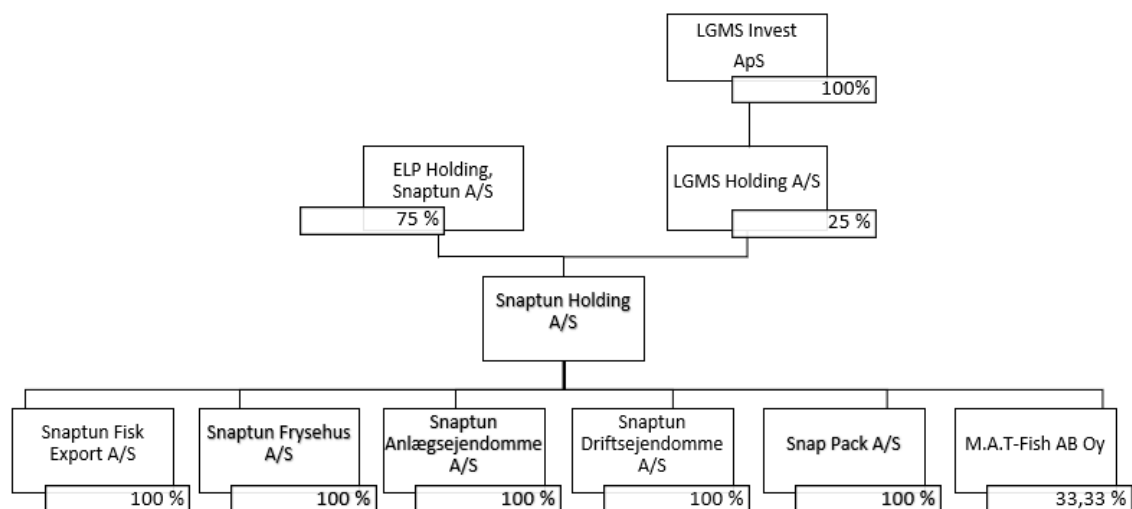 LGMS Invest
ApS
100%
ELP Holding,
Snaptun A/S
75 %
LGMS Holding A/S
25 %
Snaptun Holding
A/S
Snaptun Fisk
Export A/S
100 %
Snaptun Frysehus
A/S
100 %
Snaptun
Anlægsejendomme
A/S
100 %
Snaptun
Driftsejendomme
A/S
100 %
Snap Pack A/S
100 %
M.A.T-Fish AB Oy
33,33 %